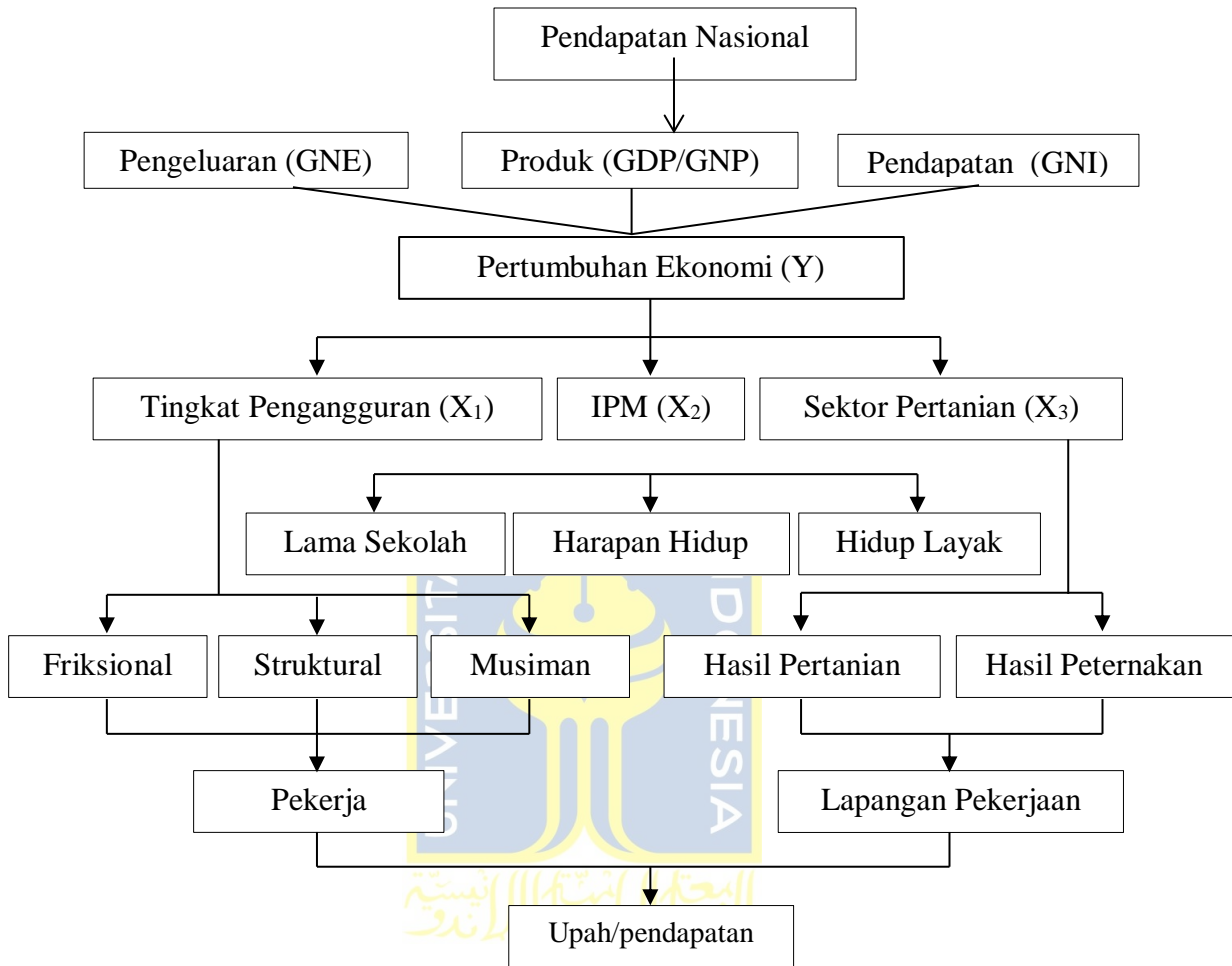 Pendapatan Nasional
Pengeluaran (GNE)
Produk (GDP/GNP)
Pendapatan (GNI)
Pertumbuhan Ekonomi (Y)
Tingkat Pengangguran (X₁)
IPM (X₂)
Sektor Pertanian (X₃)
Lama Sekolah
Harapan Hidup
Hidup Layak
Friksional
Struktural
Musiman
Hasil Pertanian
Hasil Peternakan
Pekerja
Lapangan Pekerjaan
Upah/pendapatan